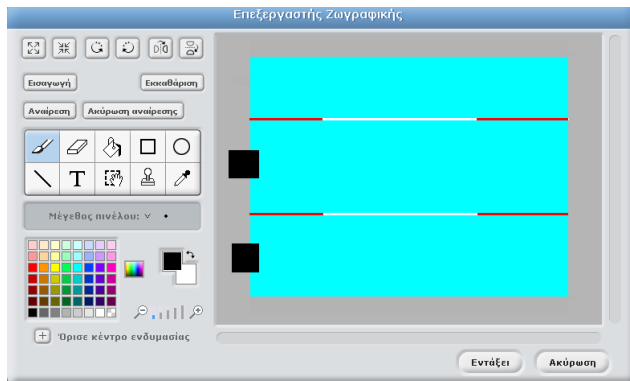 Επεξεργαστής Ζωγραφικής
Εισαγωγή
Εκκαθάριση
Αναίρεση
Ακύρωση αναίρεσης
T
Μέγεθος πινέλου:
Όρισε κέντρο ενδυμασίας
Εντάξει
Ακύρωση